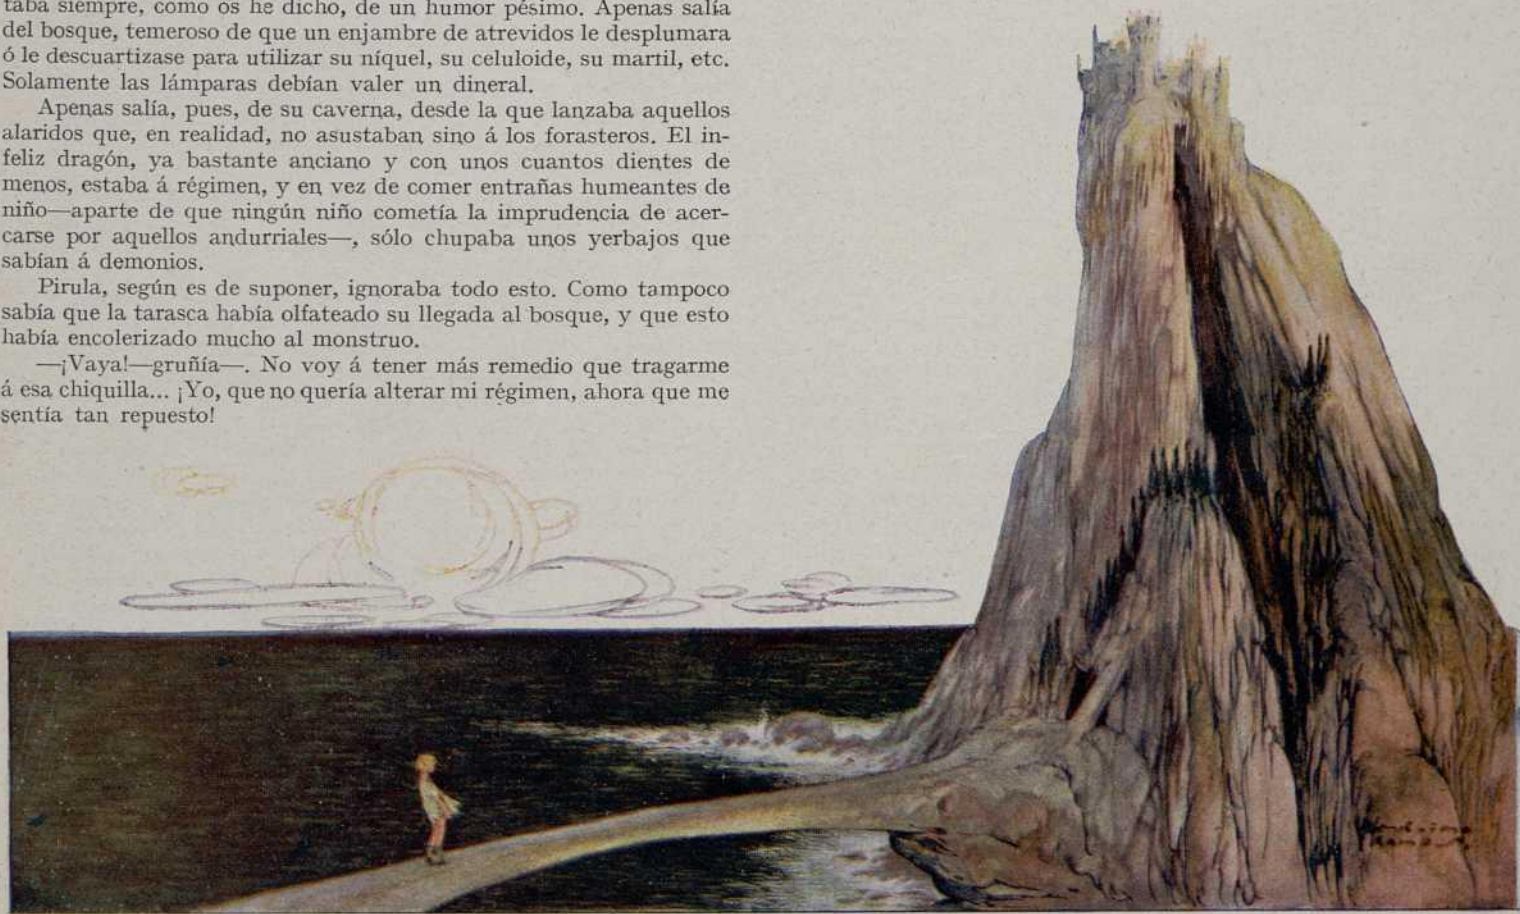 taba siempre, como os he dicho, de un humor pésimo. Apenas salía
del bosque, temeroso de que un enjambre de atrevidos le desplumara
ó le descuartizase para utilizar su níquel, su celuloide, su martil, etc.
Solamente las lámparas debían valer un dineral.
Apenas salía, pues, de su caverna, desde la que lanzaba aquellos
alaridos que, en realidad, no asustaban sino á los forasteros. El in-
feliz dragón, ya bastante anciano y con unos cuantos dientes de
menos, estaba á régimen, y en vez de comer entrañas humeantes de
niño—aparte de que ningún niño cometía la imprudencia de acer-
carse por aquellos andurriales—, sólo chupaba unos yerbajos que
sabían á demonios.
Pirula, según es de suponer, ignoraba todo esto. Como tampoco
sabía que la tarasca había olfateado su llegada al bosque, y que esto
había encolerizado mucho al monstruo.
—¡Vaya!—gruñía—. No voy á tener más remedio que tragarme
á esa chiquilla... ¡Yo, que no quería alterar mi régimen, ahora que me
sentía tan repuesto!